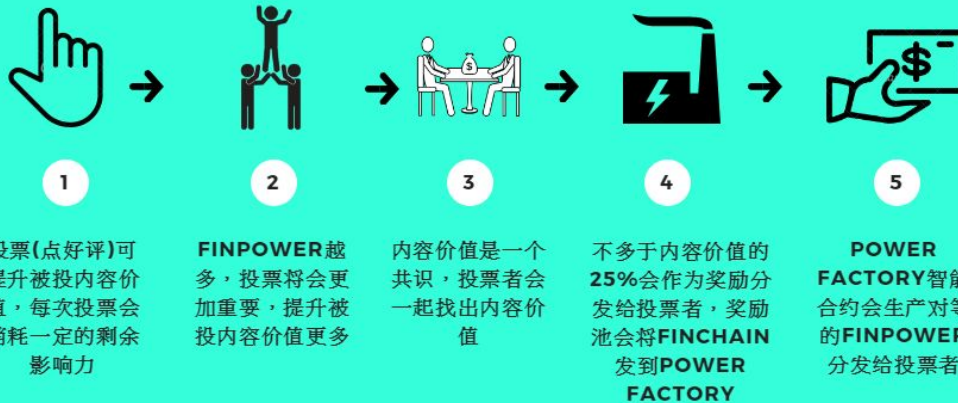 1
投票(点好评)可
提升被投内容价
值，每次投票会
消耗一定的剩余
影响力
2
FINPOWER越
多，投票将会更
加重要，提升被
投内容价值更多
3
内容价值是一个
共识，投票者会
一起找出内容价
值
4
不多于内容价值的
25%会作为奖励分
发给投票者，奖励
池会将FINCHAIN
发到POWER
FACTORY
5
POWER
FACTORY智能
合约会生产对等
的FINPOWER
分发给投票者